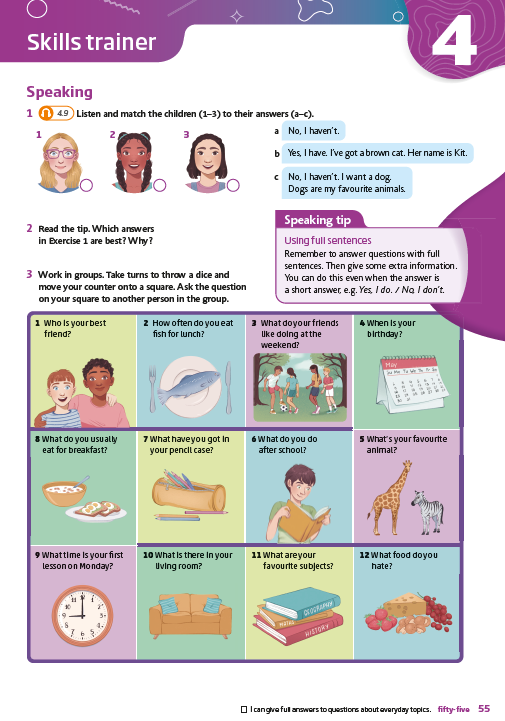 4
Skills trainer
Speaking
1 4.9 Listen and match the children (1–3) to their answers (a–c).
1
2
3
a No, I haven't.
b Yes, I have. I've got a brown cat. Her name is Kit.
c No, I haven't. I want a dog.
Dogs are my favourite animals.
2 Read the tip. Which answers
in Exercise 1 are best? Why?
Speaking tip
Using full sentences
Remember to answer questions with full
sentences. Then give some extra information.
You can do this even when the answer is
a short answer, e.g. Yes, I do. / No, I don't.
3 Work in groups. Take turns to throw a dice and
move your counter onto a square. Ask the question
on your square to another person in the group.
1 Who is your best
friend?
2 How often do you eat
fish for lunch?
3 What do your friends
like doing at the
weekend?
4 When is your
birthday?
May
8 What do you usually
eat for breakfast?
7 What have you got in
your pencil case?
6 What do you do
after school?
5 What's your favourite
animal?
9 What time is your first
lesson on Monday?
10 What is there in your
living room?
11 What are your
favourite subjects?
GEOGRAPHY
MATHS
HISTORY
12 What food do you
hate?
I can give full answers to questions about everyday topics. fifty-five 55